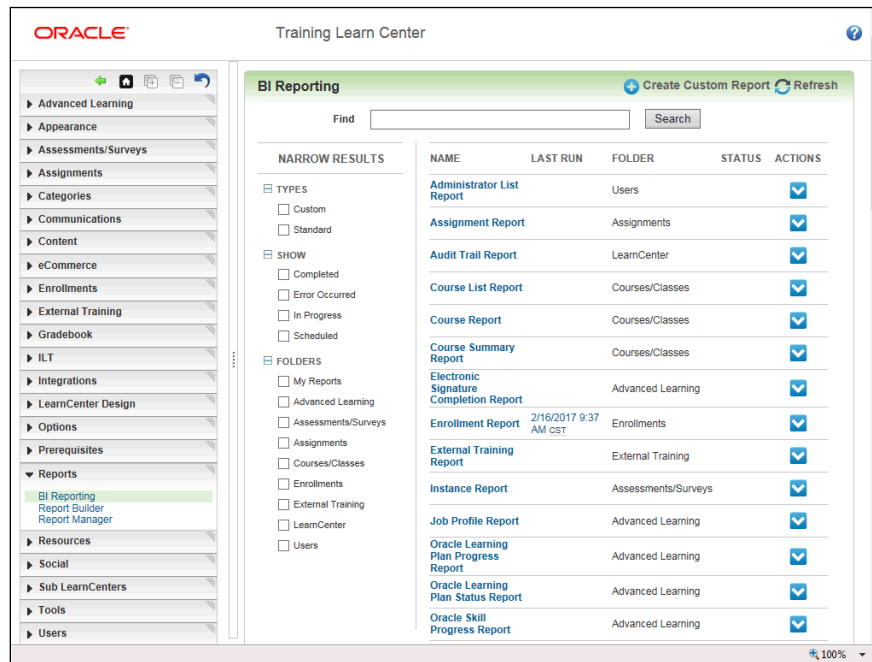 ORACLE
Training Learn Center
?
Advanced Learning
Appearance
Assessments/Surveys
Assignments
Categories
Communications
Content
eCommerce
Enrollments
External Training
Gradebook
ILT
Integrations
LearnCenter Design
Options
Prerequisites
Reports
BI Reporting
Report Builder
Report Manager
Resources
Social
Sub LearnCenters
Tools
Users
BI Reporting
Create Custom Report Refresh
Find Search
NARROW RESULTS
TYPES
Custom
Standard
SHOW
Completed
Error Occurred
In Progress
Scheduled
FOLDERS
My Reports
Advanced Learning
Assessments/Surveys
Assignments
Courses/Classes
Enrollments
External Training
LearnCenter
Users
NAME LAST RUN FOLDER STATUS ACTIONS
Administrator List
Report
Users
Assignment Report Assignments
Audit Trail Report LearnCenter
Course List Report Courses/Classes
Course Report Courses/Classes
Course Summary
Report
Courses/Classes
Electronic
Signature
Completion Report
Advanced Learning
Enrollment Report 2/16/2017 9:37
AM CST
Enrollments
External Training
Report
External Training
Instance Report Assessments/Surveys
Job Profile Report Advanced Learning
Oracle Learning
Plan Progress
Report
Advanced Learning
Oracle Learning
Plan Status Report
Advanced Learning
Oracle Skill
Progress Report
Advanced Learning
100%